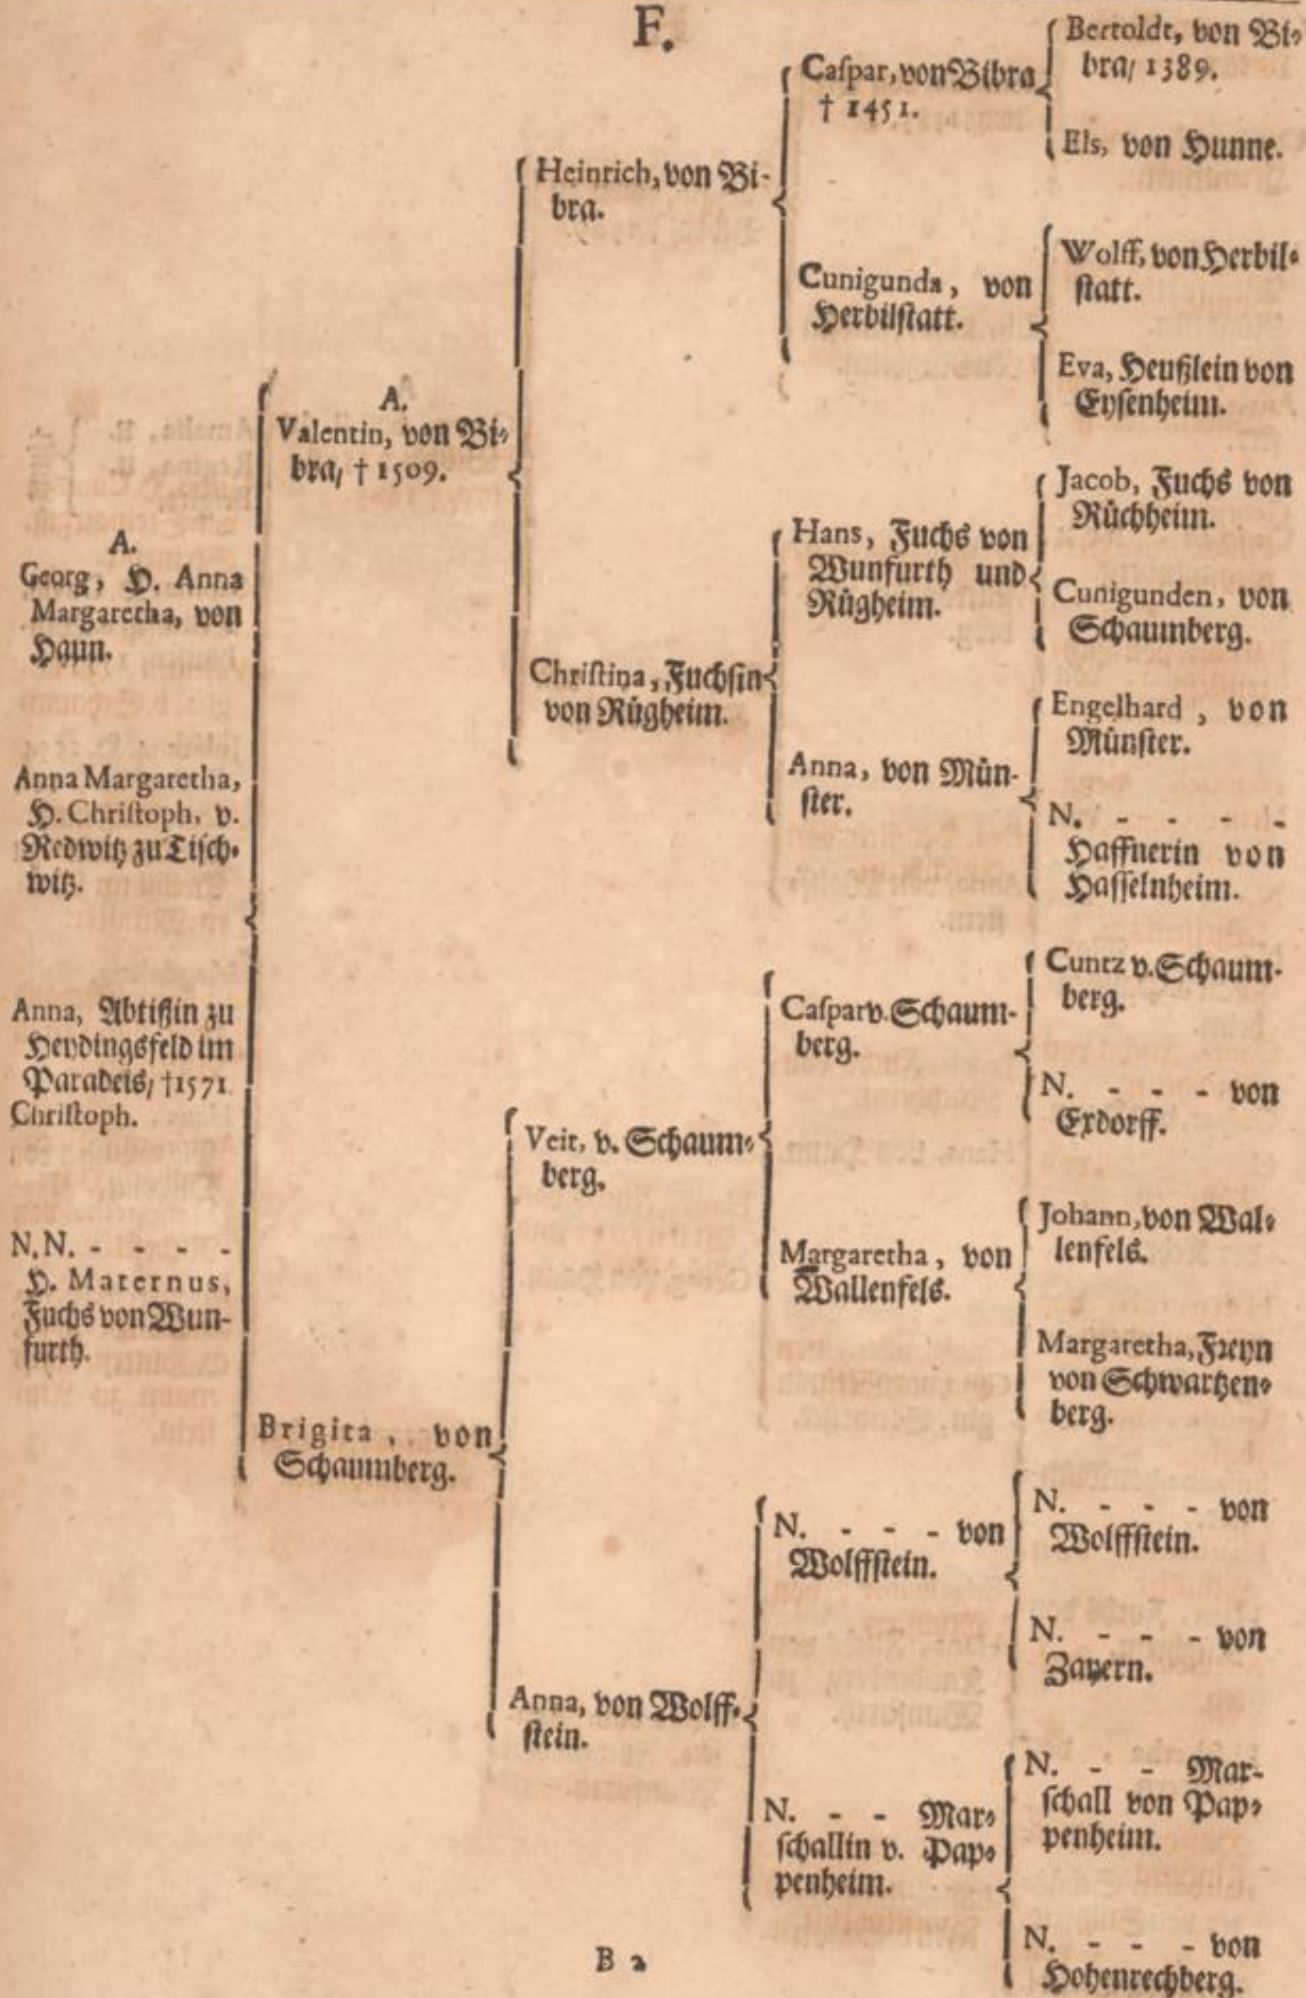 F.
A.
Georg, H. Anna
Margaretha, von
Haun.
Anna Margaretha,
H. Christoph, v.
Redwitz zu Tisch-
witz.
Anna, Abtißin zu
Heydingsfeld im
Paradeis, †1571
Christoph.
N.N. - - - -
H. Maternus,
Fuchs von Wun-
furth.
A.
Valentin, von Bi-
bra, † 1509.
Brigita, von
Schaumberg.
Heinrich, von Bi-
bra.
Christina, Fuchsin
von Rügheim.
Veit, v. Schaum-
berg.
Anna, von Wolff-
stein.
Caspar, von Bibra
† 1451.
Cunigunda, von
Herbilstatt.
Hans, Fuchs von
Wunfurth und
Rügheim.
Anna, von Mün-
ster.
Caspar v. Schaum-
berg.
Margaretha, von
Wallenfels.
N. - - - von
Wolffstein.
N. - - Mar-
schallin v. Pap-
penheim.
Bertoldt, von Bi-
bra, 1389.
Els, von Hunne.
Wolff, von Herbil-
statt.
Eva, Heußlein von
Eysenheim.
Jacob, Fuchs von
Rüchheim.
Cunigunden, von
Schaumberg.
Engelhard, von
Münster.
N. - - - -
Haffnerin von
Hasselnheim.
Cuntz v. Schaum-
berg.
N. - - - von
Exdorff.
Johann, von Wal-
lenfels.
Margaretha, Freyn
von Schwartzen-
berg.
N. - - - von
Wolffstein.
N. - - - von
Zayern.
N. - - Mar-
schall von Pap-
penheim.
N. - - - von
Hohenrechberg.
B 2